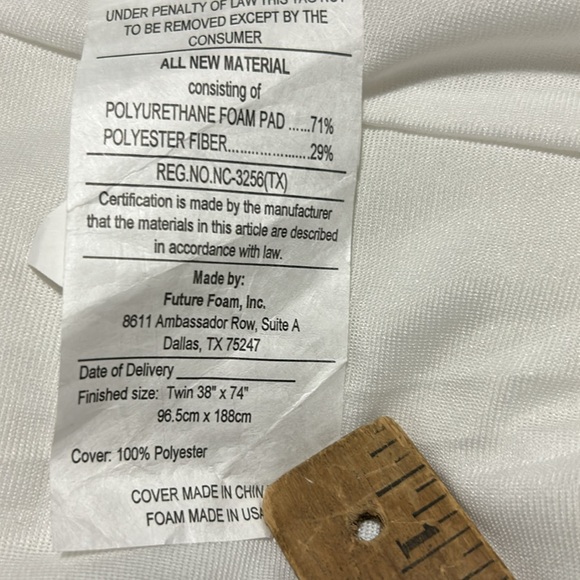 UNDER PENALTY OF LAW THIS TAG NOT
TO BE REMOVED EXCEPT BY THE
CONSUMER
ALL NEW MATERIAL
consisting of
POLYURETHANE FOAM PAD ......71%
POLYESTER FIBER....................29%
REG.NO.NC-3256(TX)
Certification is made by the manufacturer
that the materials in this article are described
in accordance with law.
Made by:
Future Foam, Inc.
8611 Ambassador Row, Suite A
Dallas, TX 75247
Date of Delivery
Finished size: Twin 38" x 74"
96.5cm x 188cm
Cover: 100% Polyester
COVER MADE IN CHIN
FOAM MADE IN USA
1